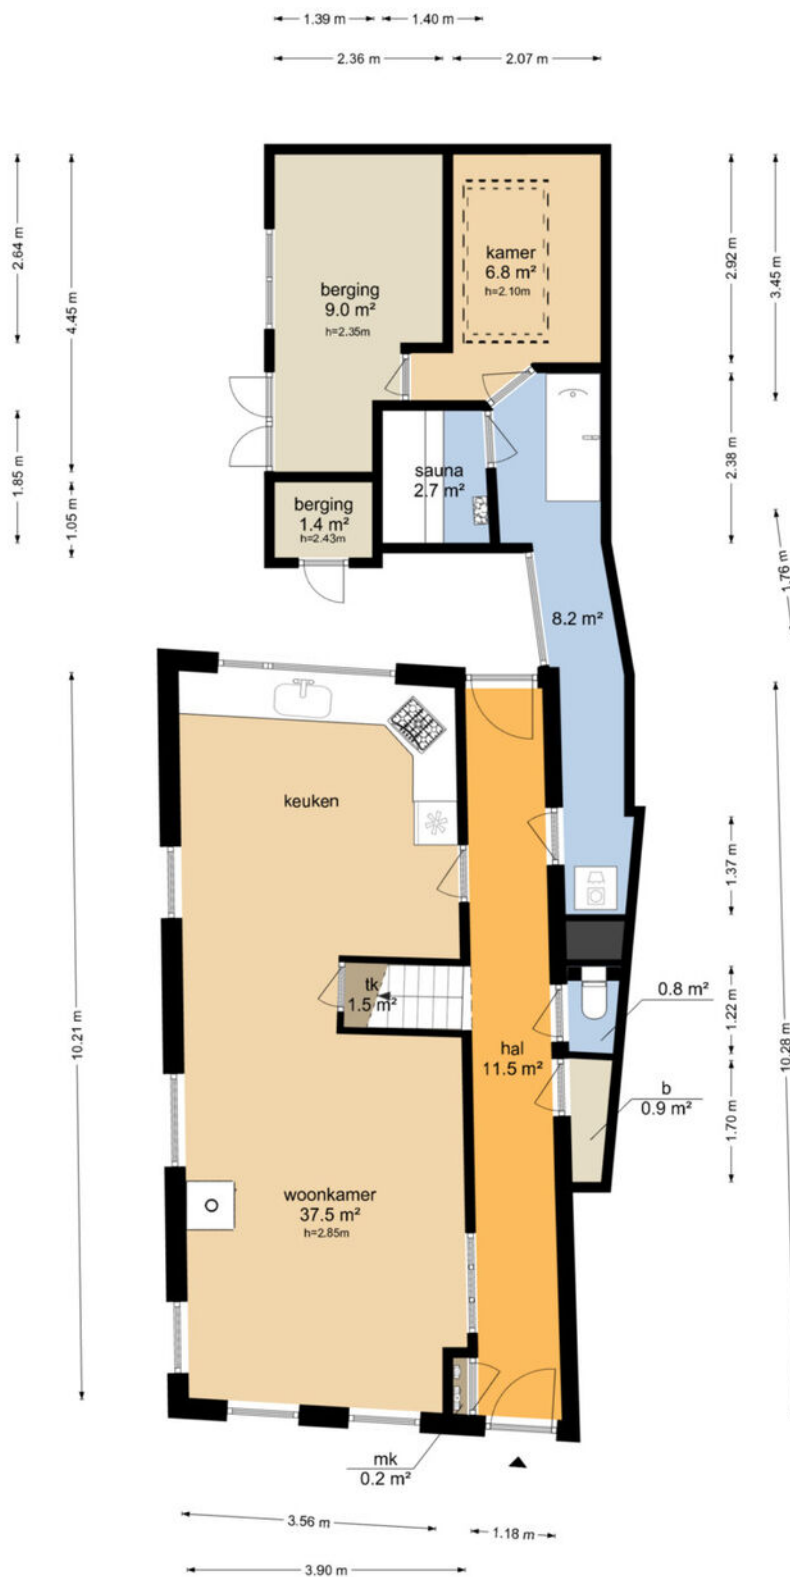 1.39 m
1.40 m
2.36 m
2.07 m
2.64 m
4.45 m
2.92 m
3.45 m
kamer
6.8 m²
h=2.10m
berging
9.0 m²
h=2.35m
1.85 m
2.38 m
sauna
2.7 m²
berging
1.4 m²
h=2.43m
1.05 m
1.76 m
8.2 m²
keuken
1.37 m
tk
1.5 m²
0.8 m²
1.22 m
10.21 m
10.28 m
hal
11.5 m²
b
0.9 m²
1.70 m
woonkamer
37.5 m²
h=2.85m
mk
0.2 m²
3.56 m
1.18 m
3.90 m